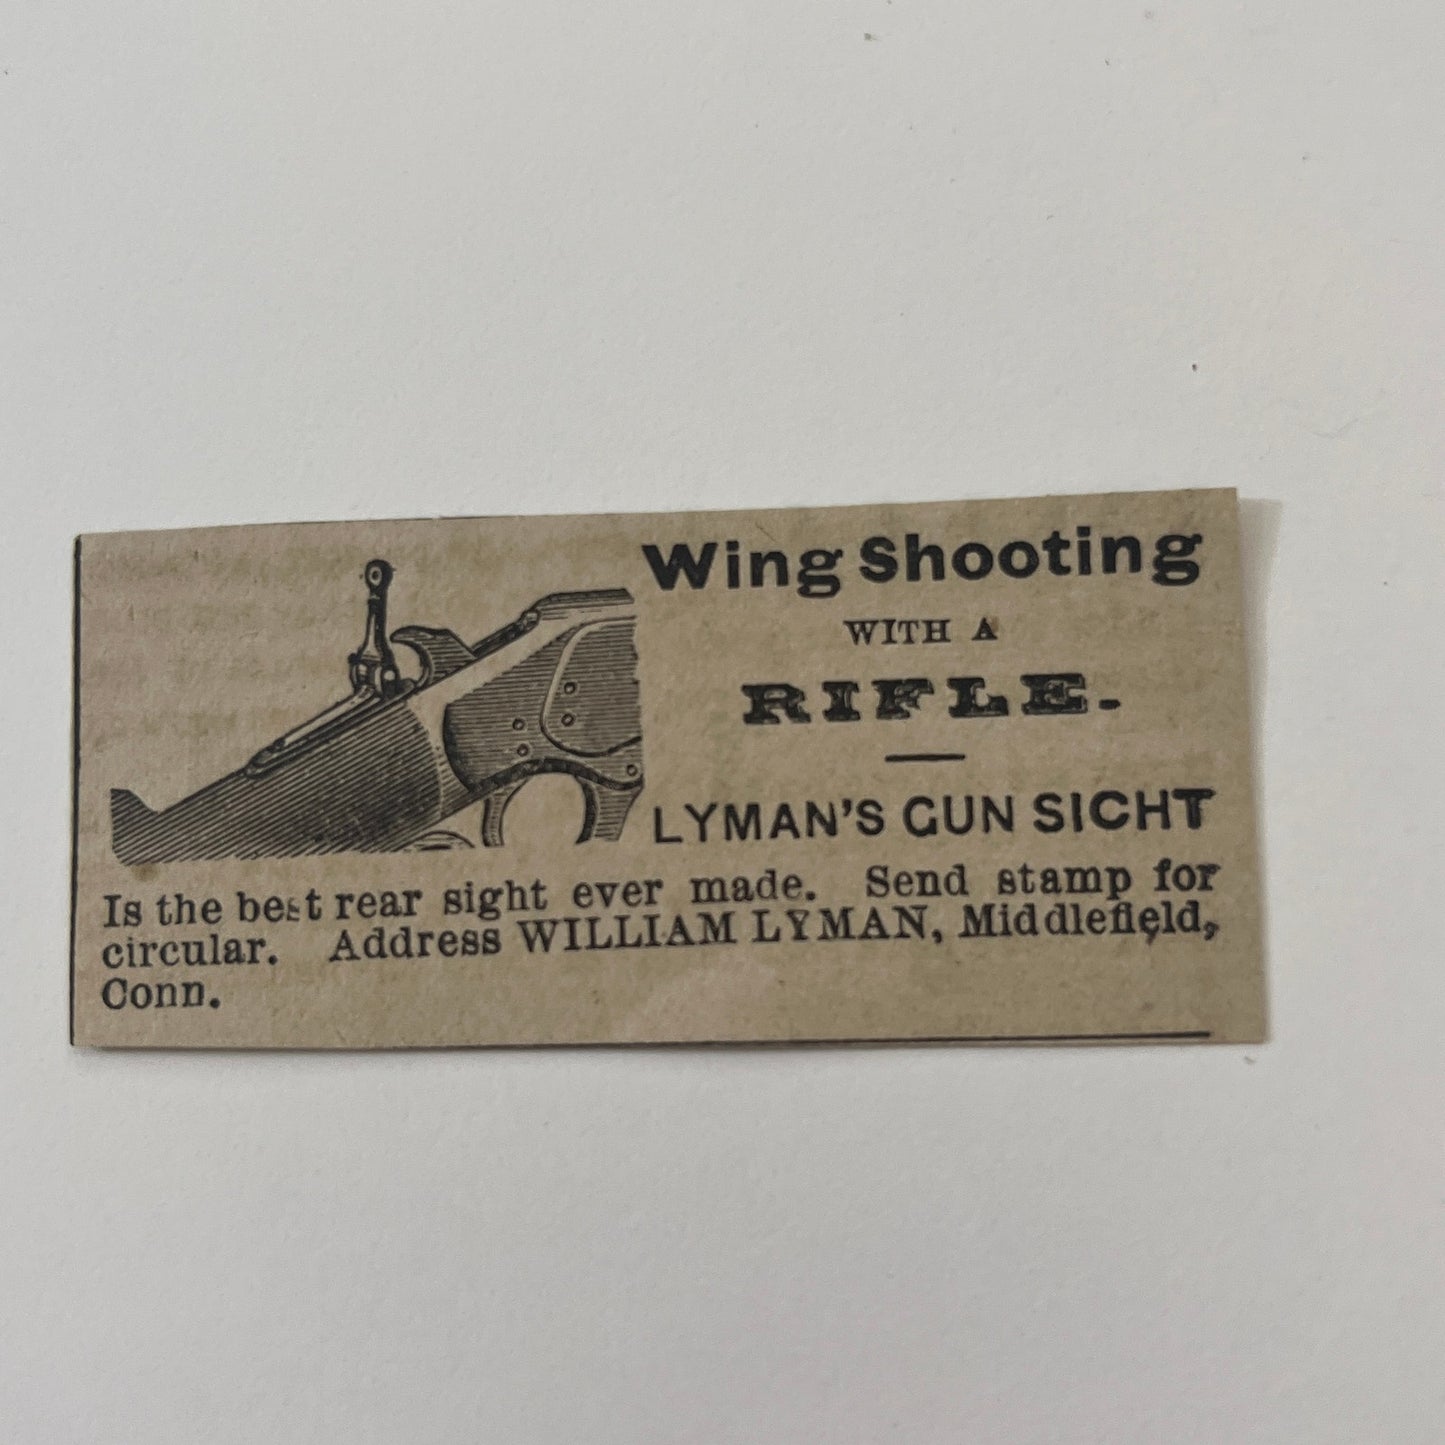 Wing Shooting
WITH A
RIFLE.
LYMAN'S GUN SIGHT
Is the best rear sight ever made. Send stamp for
circular. Address WILLIAM LYMAN, Middlefield,
Conn.